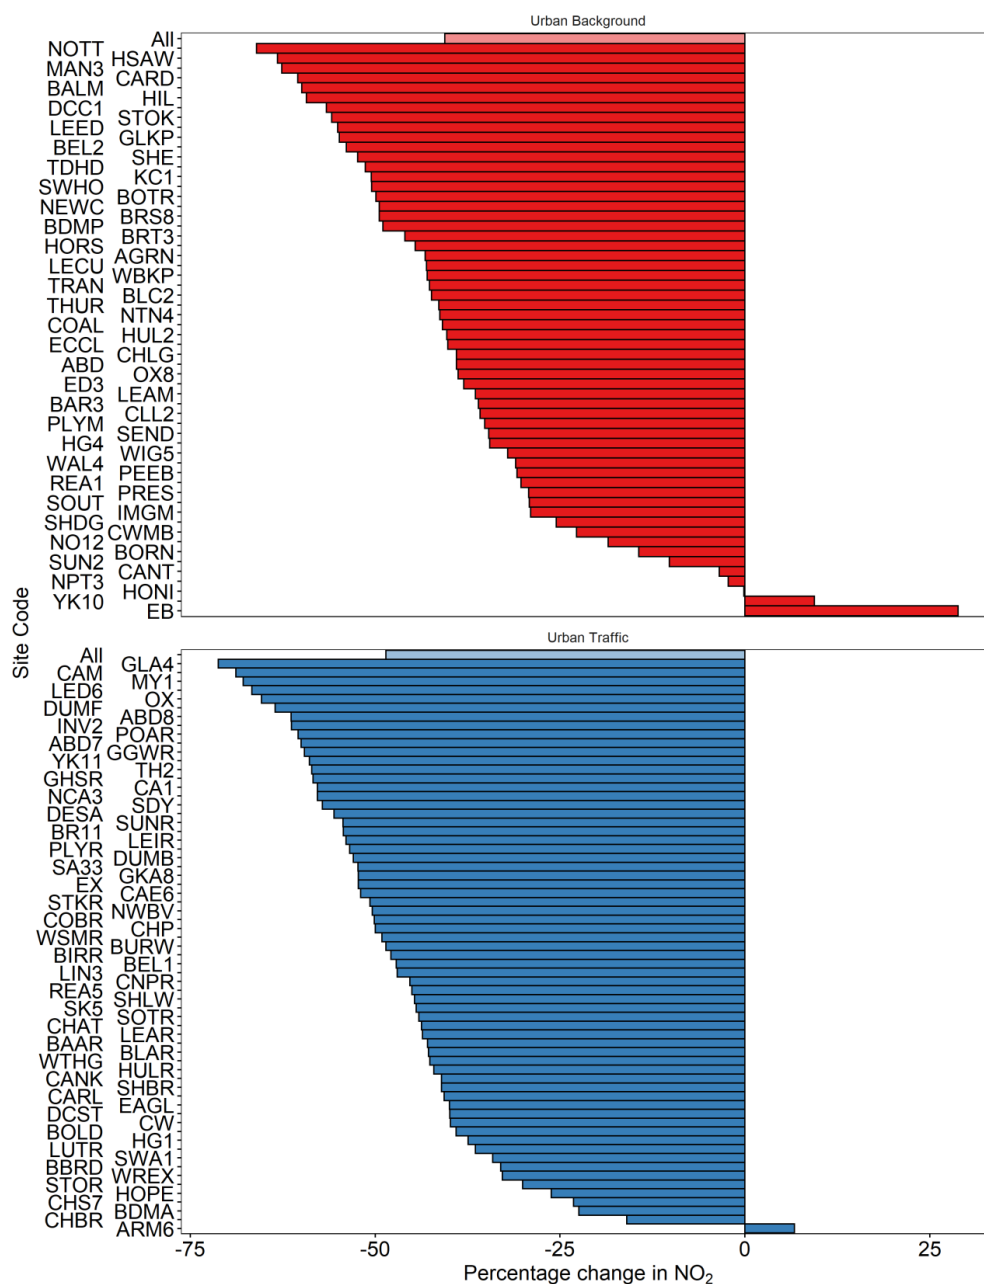 Urban Background
All
NOTT
HSAW
MAN3
CARD
BALM
HIL
DCC1
STOK
LEED
GLKP
BEL2
SHE
TDHD
KC1
SWHO
BOTR
NEWC
BRS8
BDMP
BRT3
HORS
AGRN
LECU
WBKP
TRAN
BLC2
THUR
NTN4
COAL
HUL2
ECCL
CHLG
ABD
OX8
ED3
LEAM
BAR3
CLL2
PLYM
SEND
HG4
WIG5
WAL4
PEEB
REA1
PRES
SOUT
IMGM
SHDG
CWMB
NO12
BORN
SUN2
CANT
NPT3
HONI
YK10
EB
Site Code
Urban Traffic
All
GLA4
CAM
MY1
LED6
OX
DUMF
ABD8
INV2
POAR
ABD7
GGWR
YK11
TH2
GHSR
CA1
NCA3
SDY
DESA
SUNR
BR11
LEIR
PLYR
DUMB
SA33
GKA8
EX
CAE6
STKR
NWBV
COBR
CHP
WSMR
BURW
BIRR
BEL1
LIN3
CNPR
REA5
SHLW
SK5
SOTR
CHAT
LEAR
BAAR
BLAR
WTHG
HULR
CANK
SHBR
CARL
EAGL
DCST
CW
BOLD
HG1
LUTR
SWA1
BBRD
WREX
STOR
HOPE
CHS7
BDMA
CHBR
ARM6
-75 -50 -25 0 25
Percentage change in NO₂